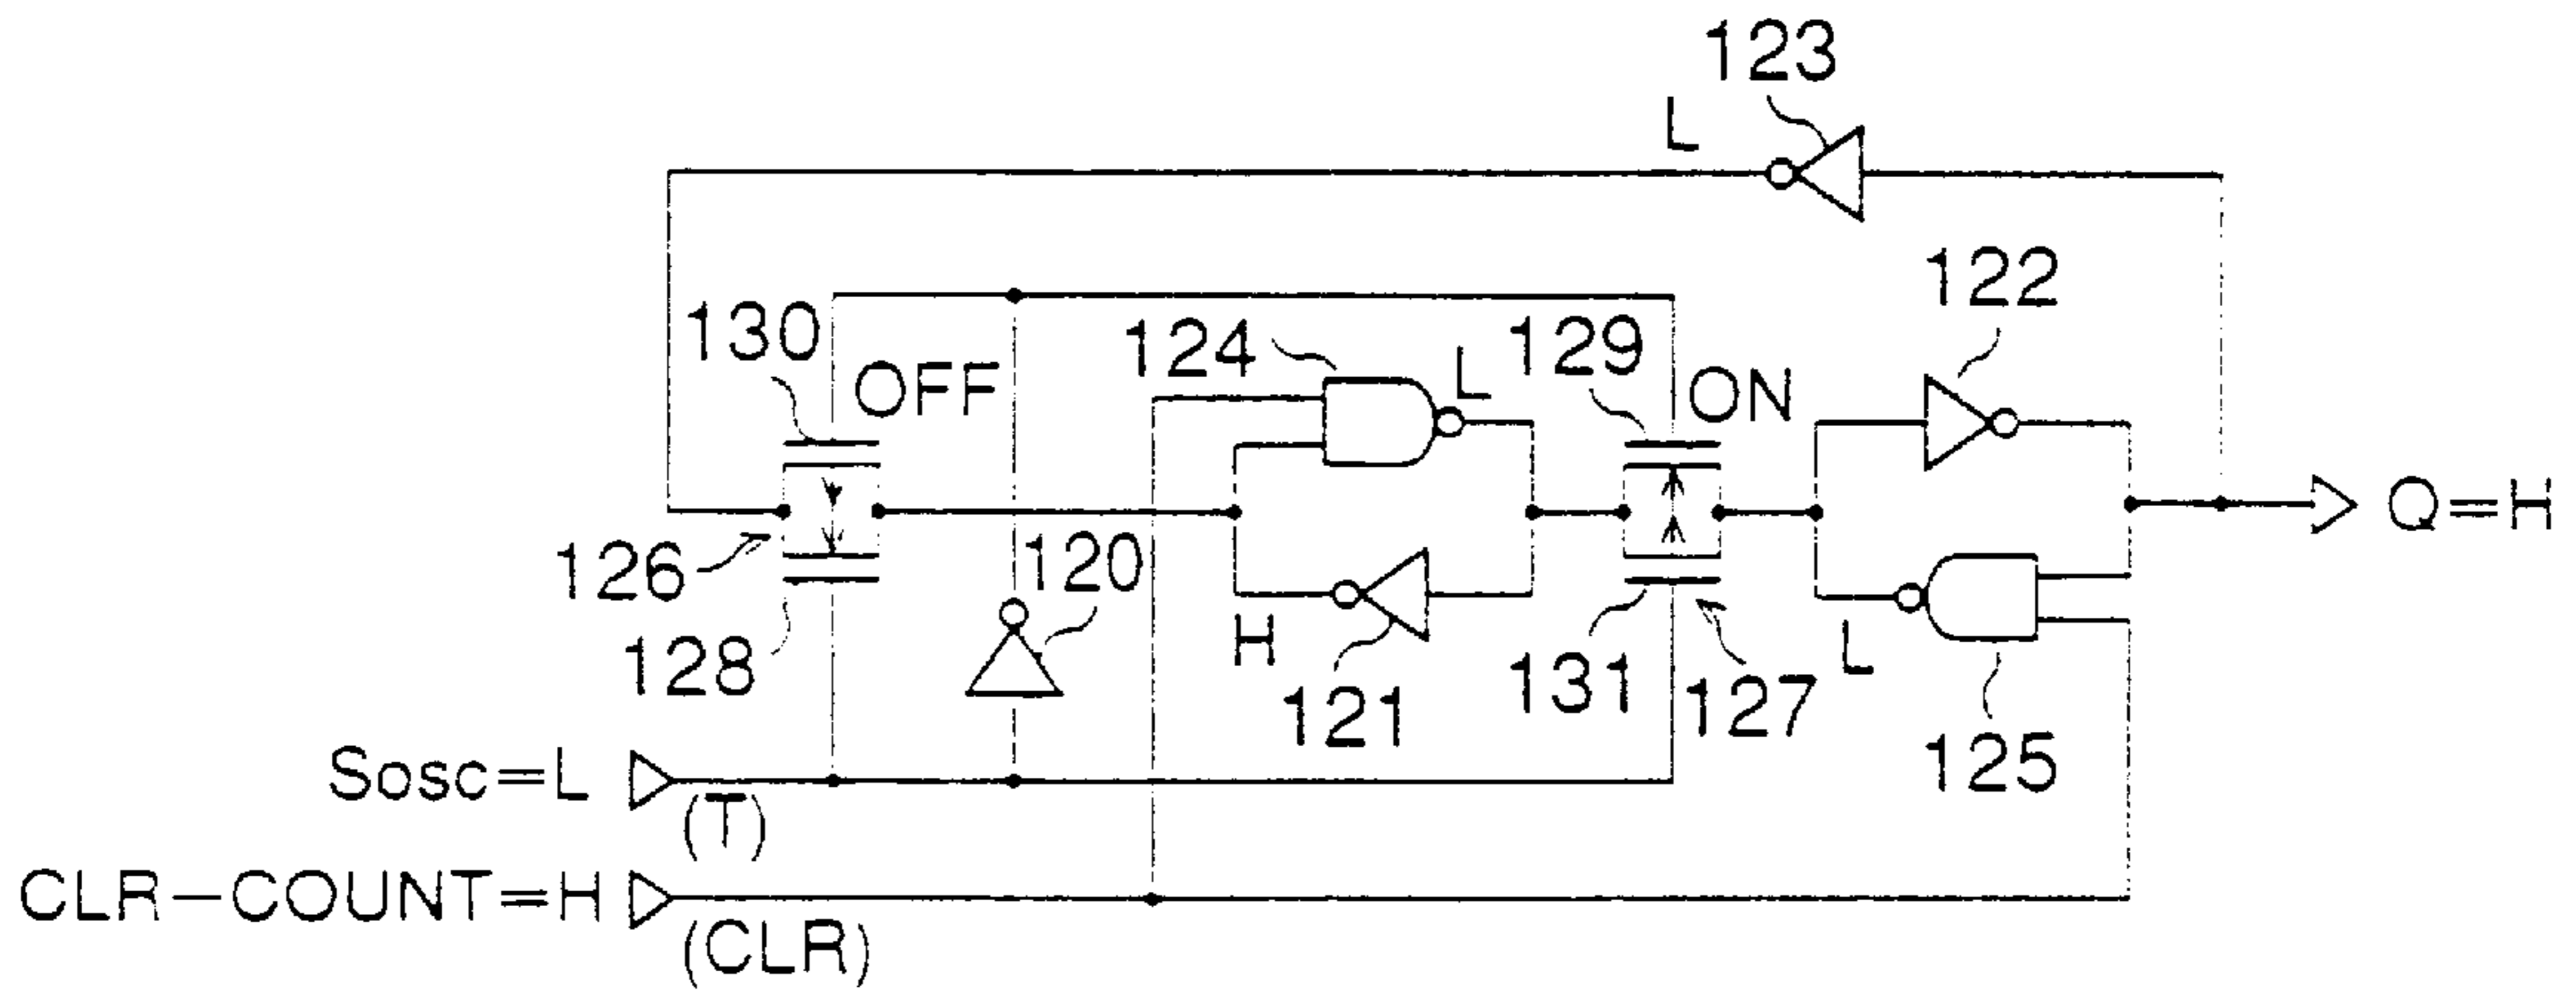 123
L
122
130
OFF
124
L
129
ON
Q=H
126
120
128
H
121
131
127
L
125
Sosc=L
(T)
CLR-COUNT=H
(CLR)